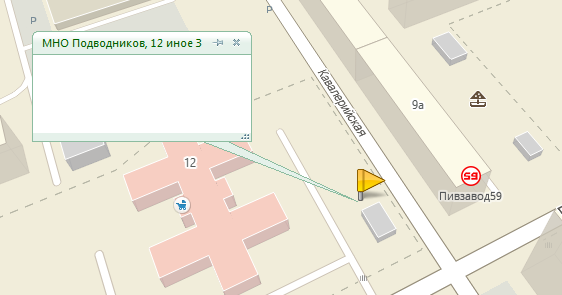 P
P
МНО Подводников, 12 иное 3
Кавалерийская
9а
12
59
Пивзавод59